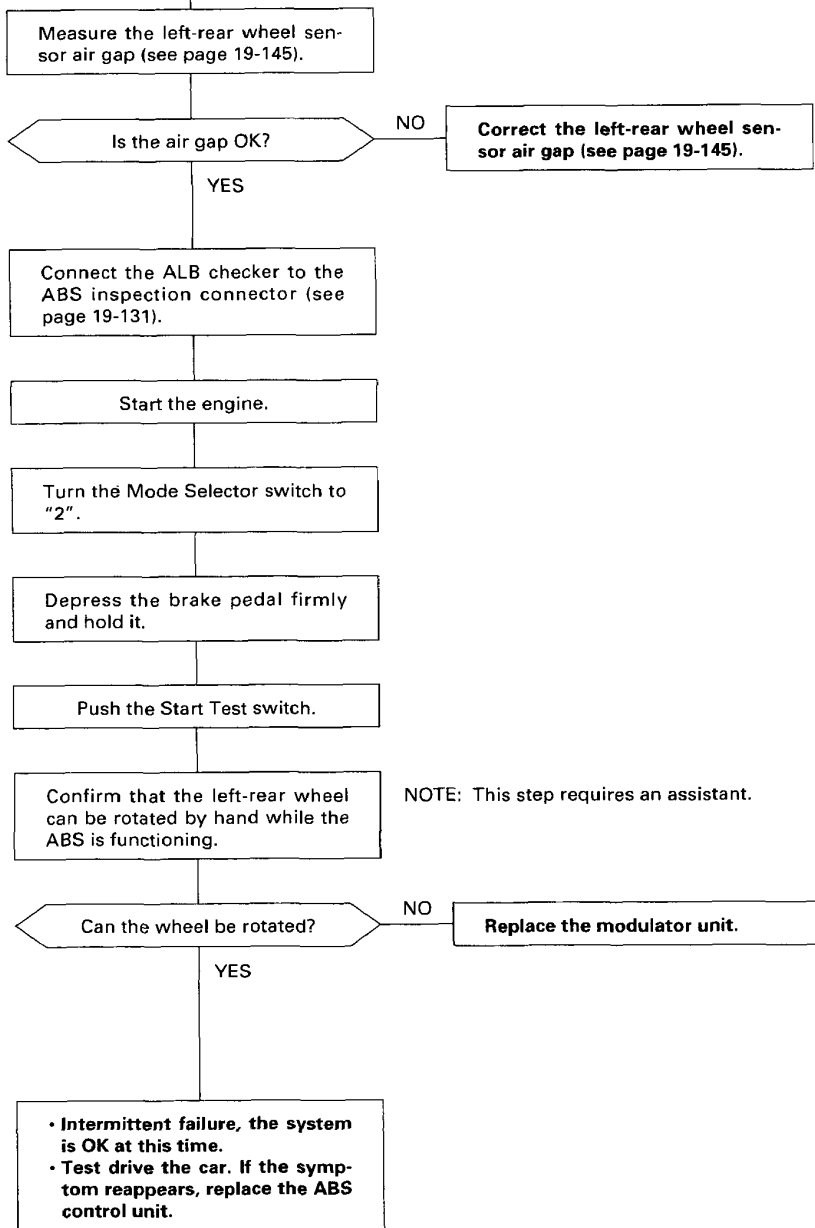 Measure the left-rear wheel sen-
sor air gap (see page 19-145).
Is the air gap OK?
NO
Correct the left-rear wheel sen-
sor air gap (see page 19-145).
YES
Connect the ALB checker to the
ABS inspection connector (see
page 19-131).
Start the engine.
Turn the Mode Selector switch to
"2".
Depress the brake pedal firmly
and hold it.
Push the Start Test switch.
Confirm that the left-rear wheel
can be rotated by hand while the
ABS is functioning.
NOTE: This step requires an assistant.
Can the wheel be rotated?
NO
Replace the modulator unit.
YES
• Intermittent failure, the system
is OK at this time.
• Test drive the car. If the symp-
tom reappears, replace the ABS
control unit.